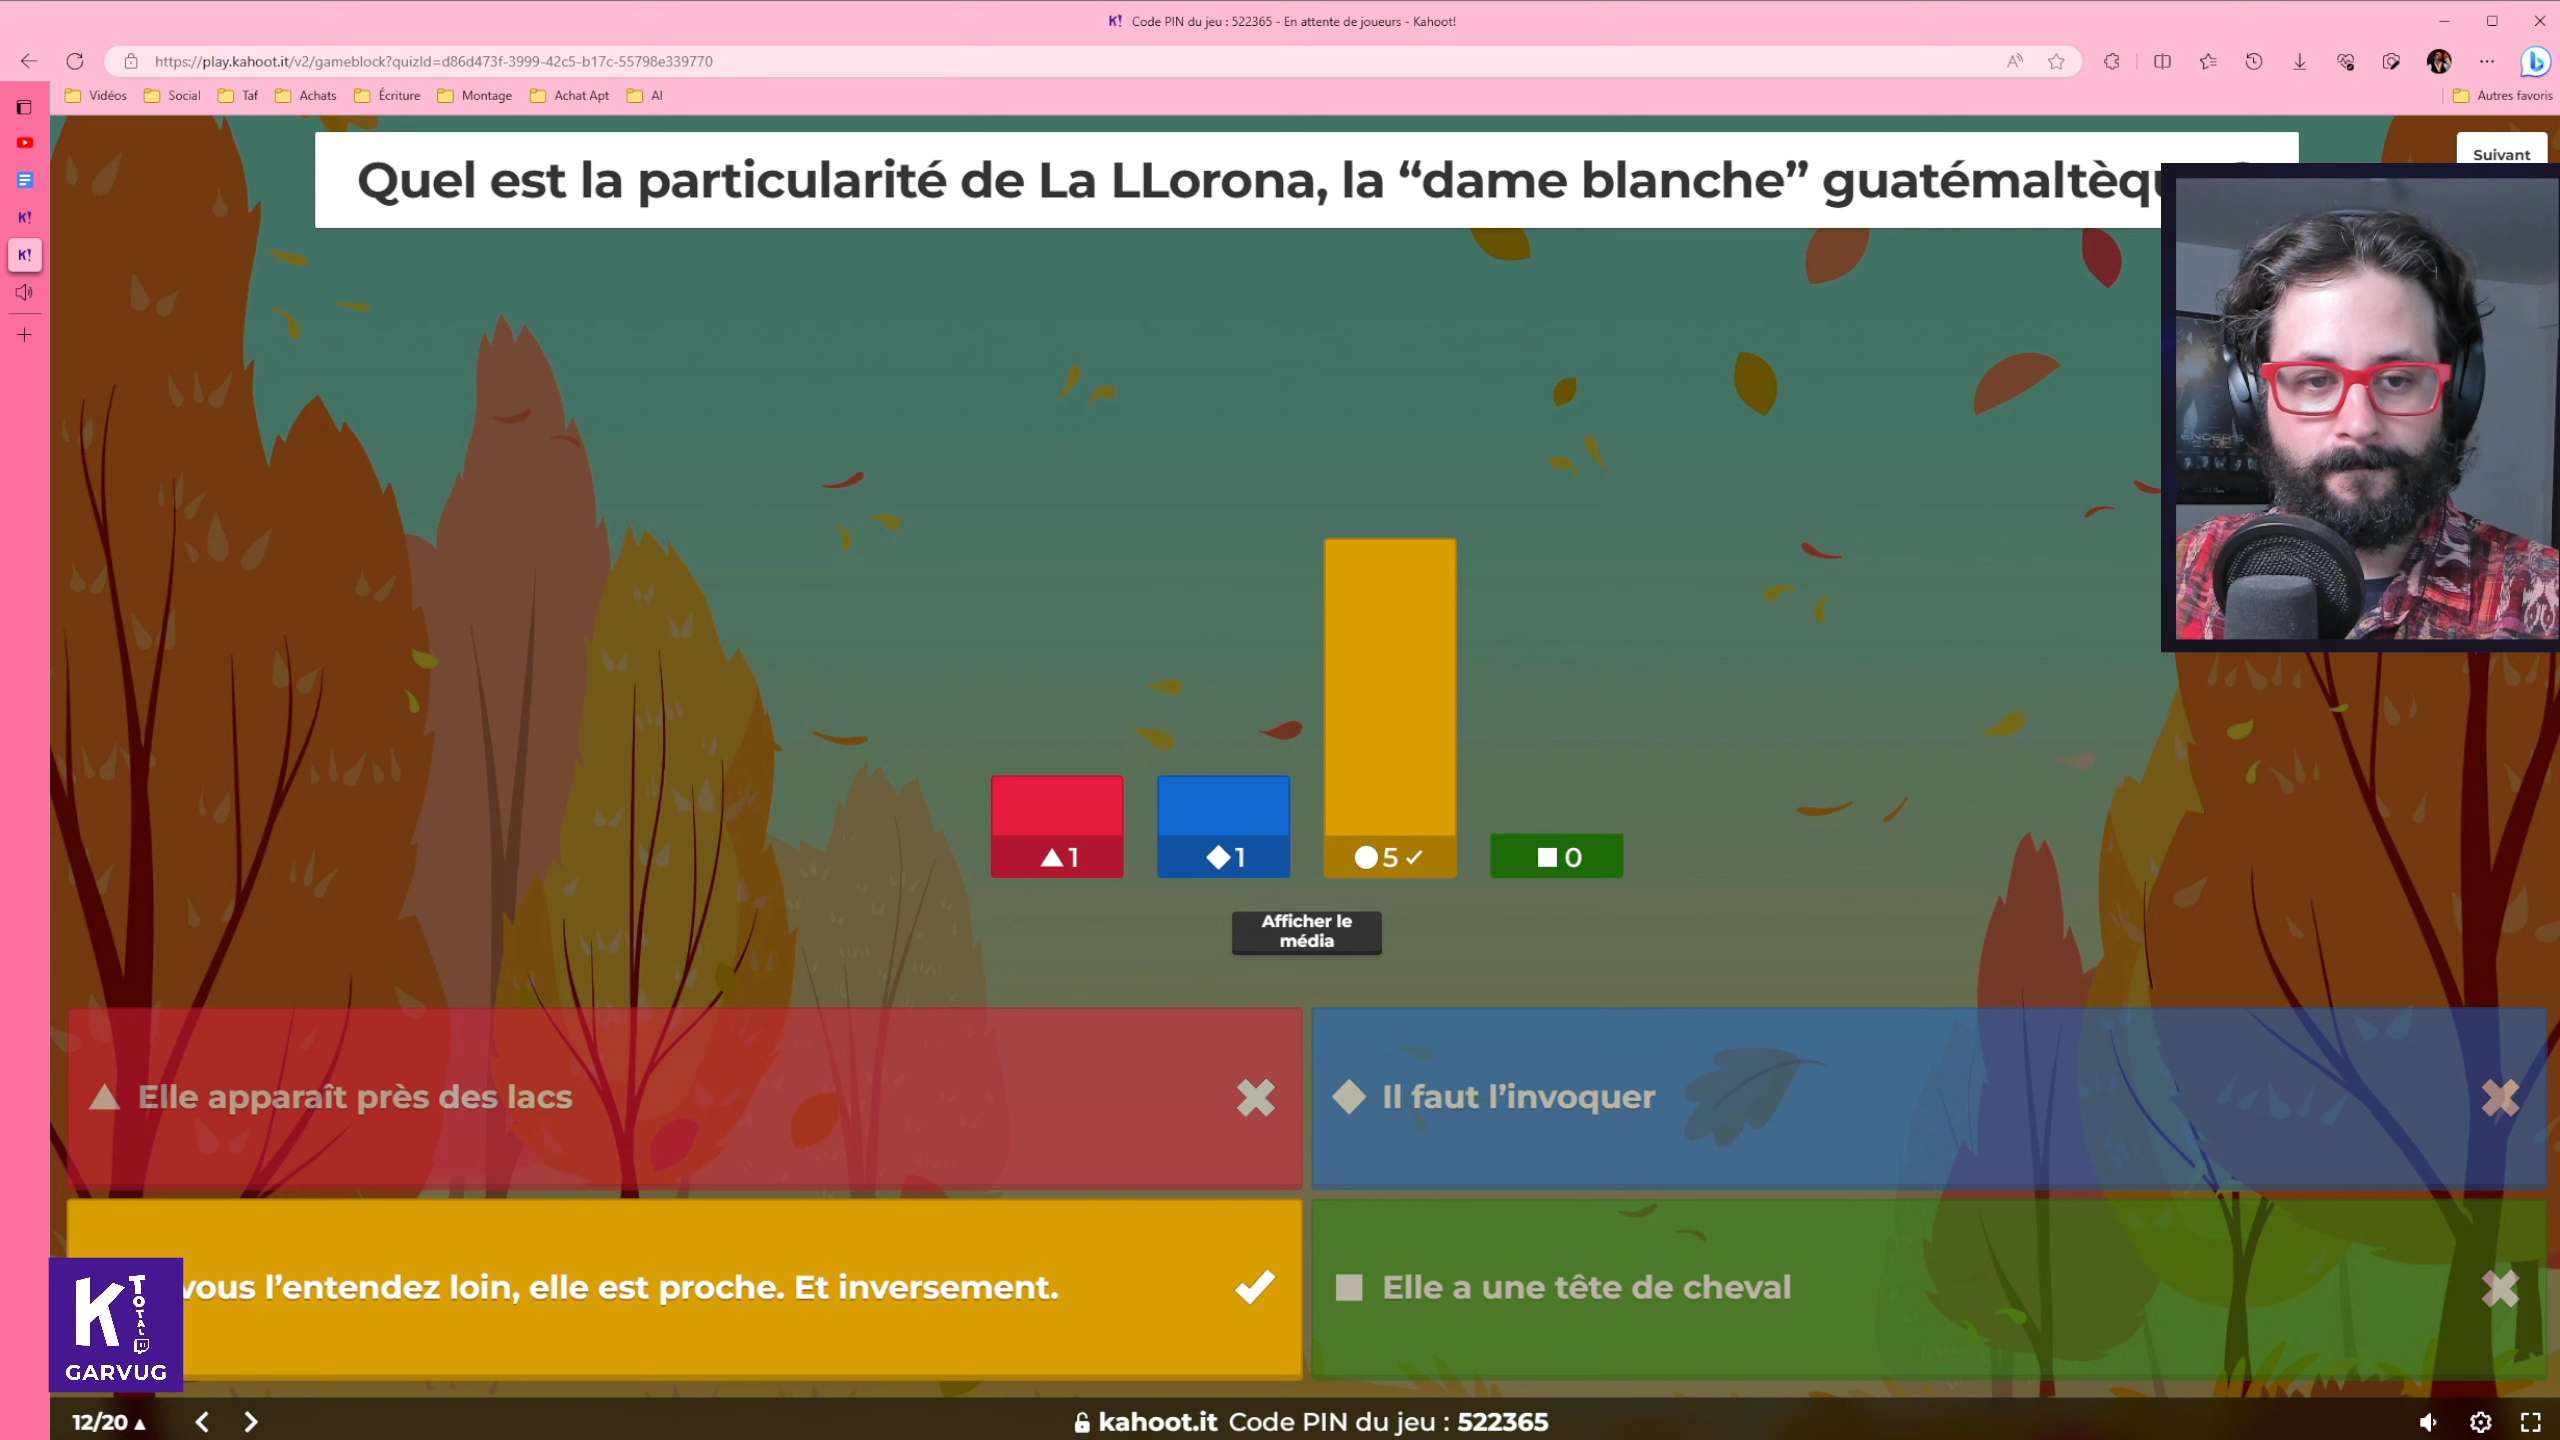 Code PIN du jeu : 522365 - En attente de joueurs - Kahoot!
https://play.kahoot.it/v2/gameblock?quizId=d86d473f-3999-42c5-b17c-55798e339770
Vidéos Social Taf Achats Écriture Montage Achat Apt AI Autres favoris
Quel est la particularité de La LLorona, la “dame blanche” guatémaltèqu
Suivant
ENDER'S
1 1 5 0
Afficher le
média
Elle apparaît près des lacs
Il faut l’invoquer
vous l’entendez loin, elle est proche. Et inversement.
Elle a une tête de cheval
K TOTAL
GARVUG
12/20
kahoot.it Code PIN du jeu : 522365